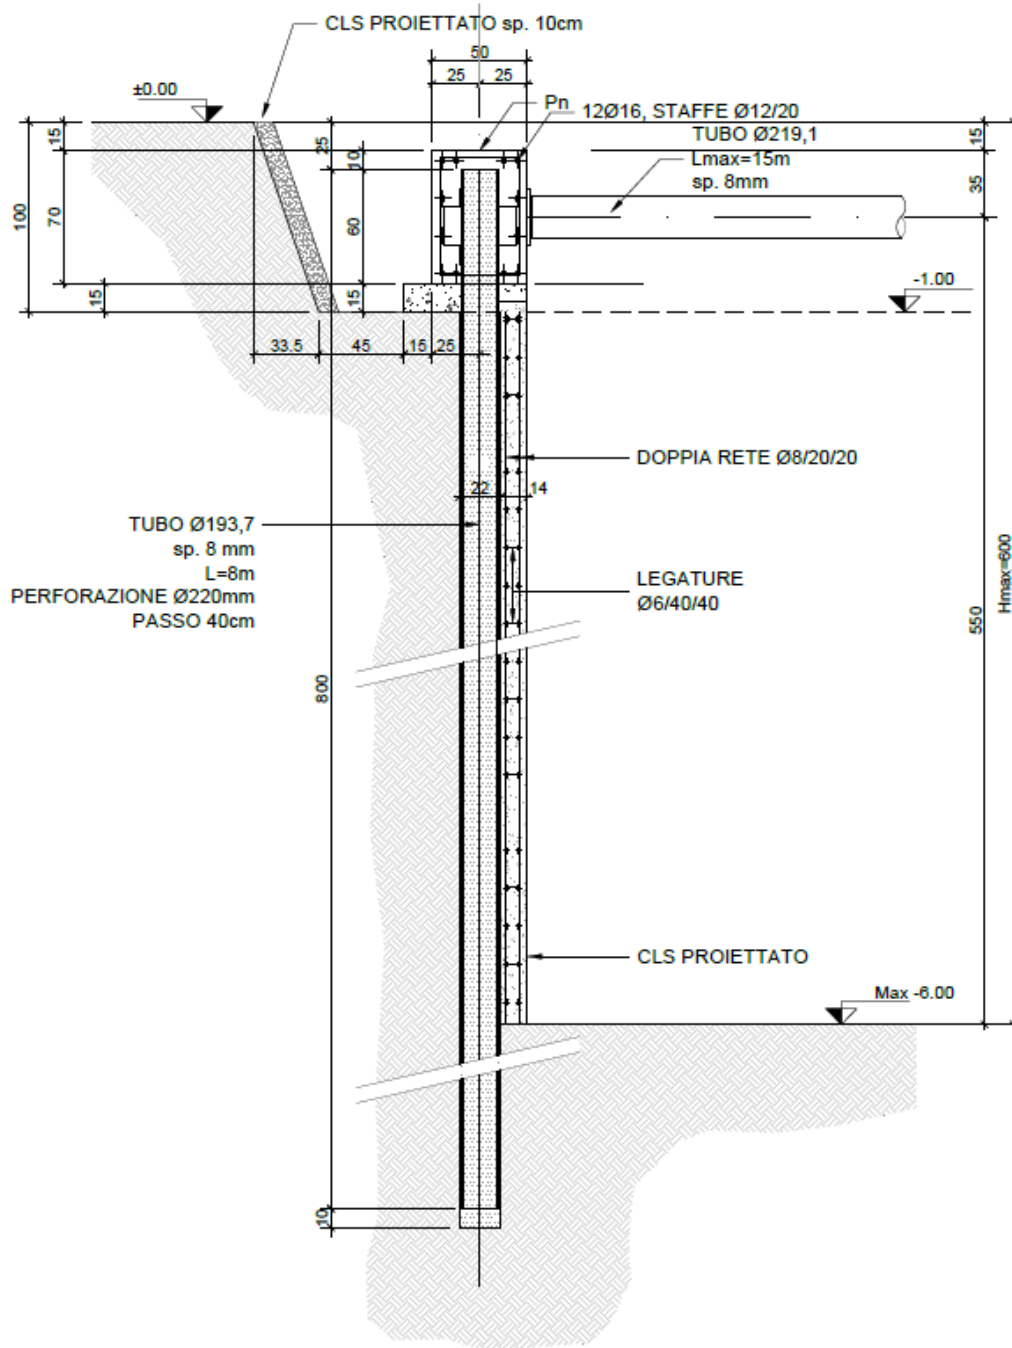 CLS PROIETTATO sp. 10cm
50
25
25
±0.00
Pn
12Ø16, STAFFE Ø12/20
TUBO Ø219,1
Lmax=15m
sp. 8mm
15
25
10
15
100
70
60
35
-1.00
15
15
33.5
45
15
25
DOPPIA RETE Ø8/20/20
22
14
TUBO Ø193,7
sp. 8 mm
L=8m
PERFORAZIONE Ø220mm
PASSO 40cm
LEGATURE
Ø6/40/40
Hmax=600
550
800
CLS PROIETTATO
Max -6.00
10